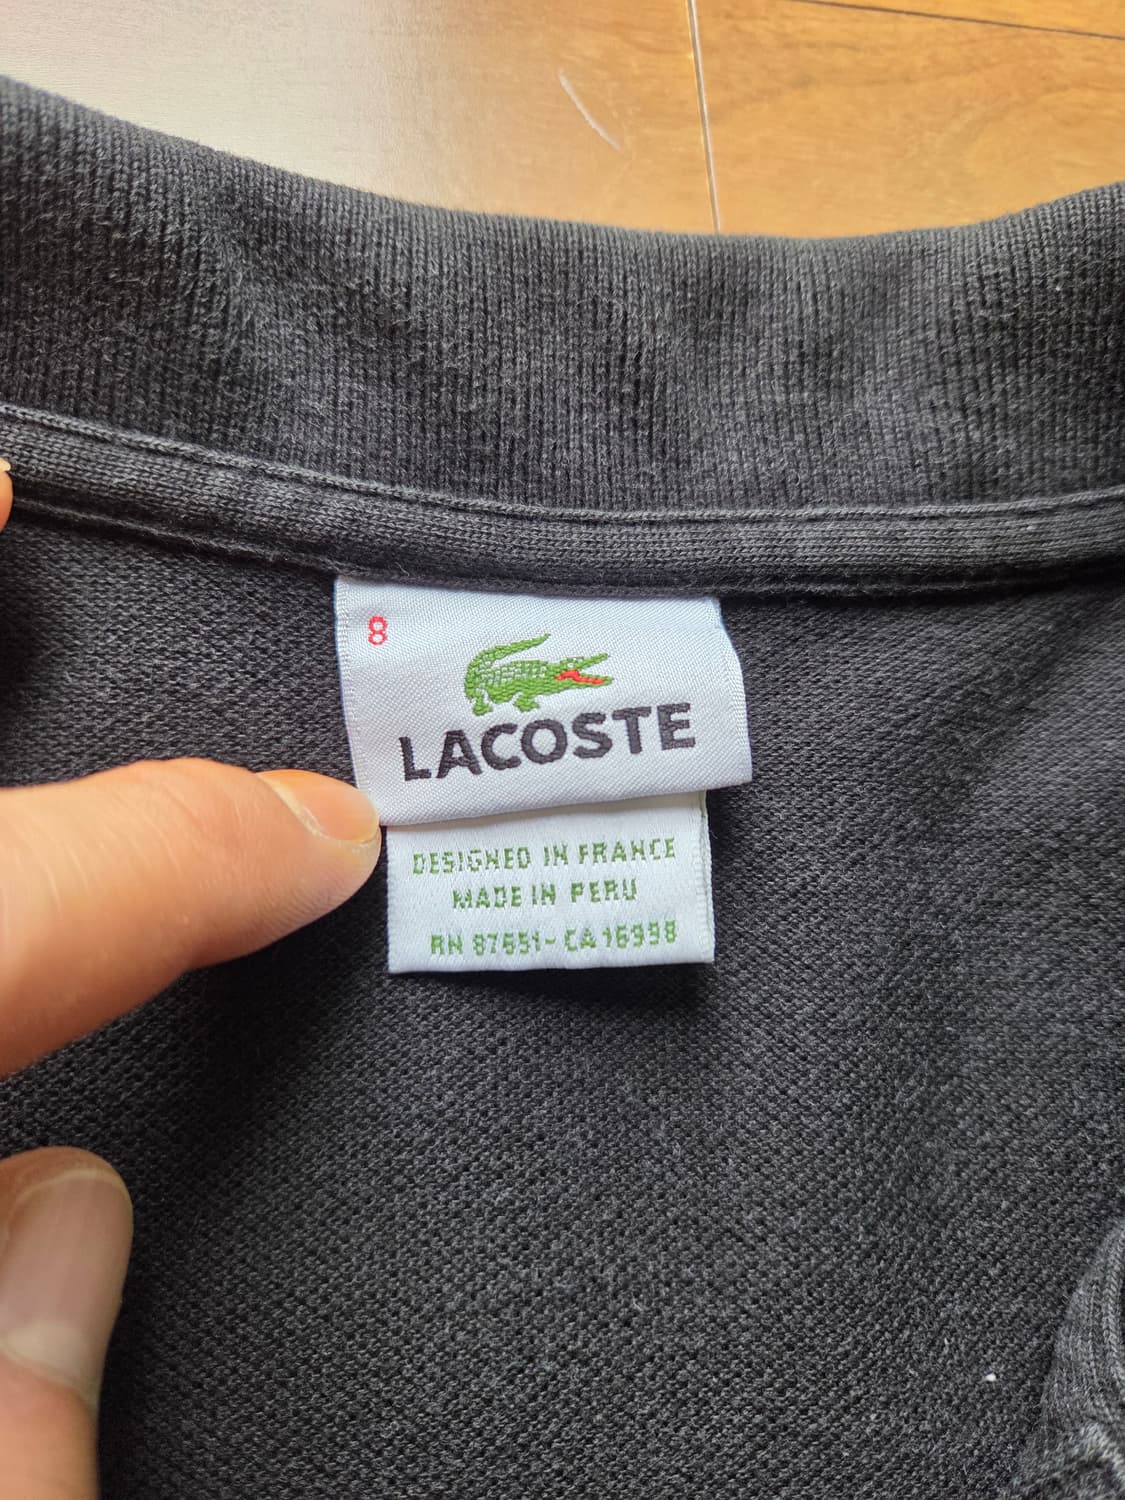 8
LACOSTE
DESIGNED IN FRANCE
MADE IN PERU
RN 87651-CA 16998